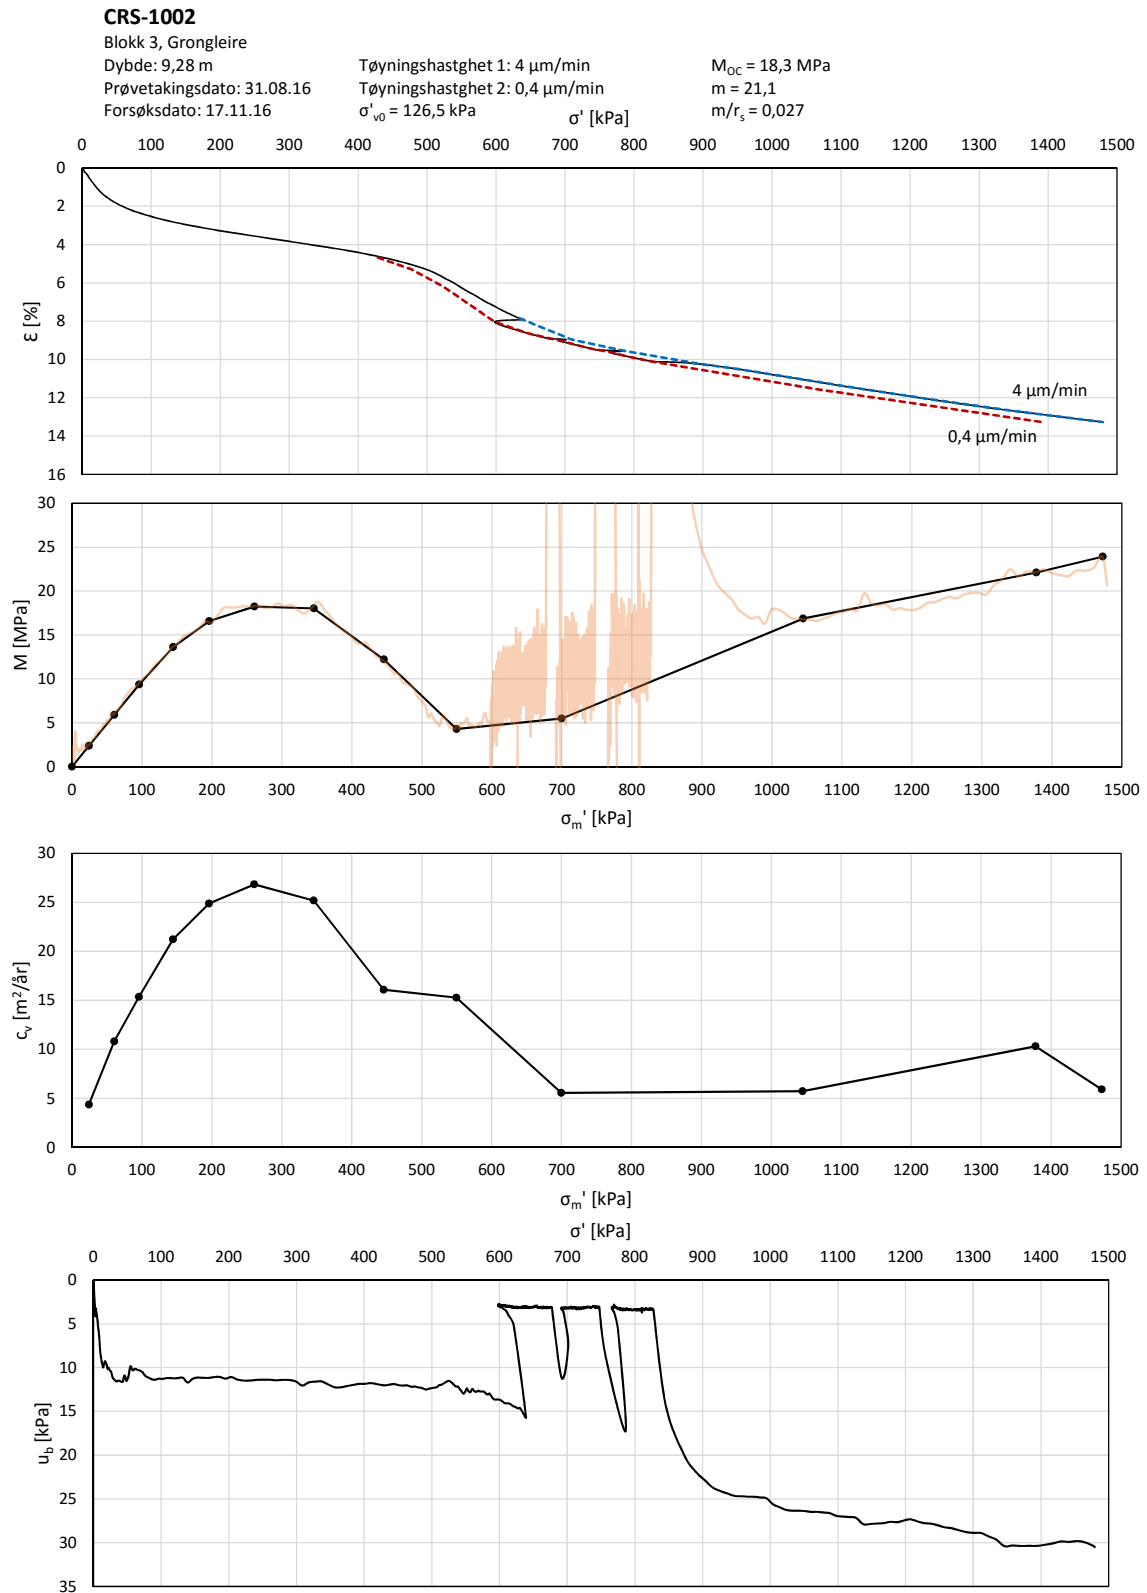 CRS-1002
Blokk 3, Grongleire
Dybde: 9,28 m Tøyningshastghet 1: 4 µm/min M_OC = 18,3 MPa
Prøvetakingsdato: 31.08.16 Tøyningshastghet 2: 0,4 µm/min m = 21,1
Forsøksdato: 17.11.16 σ'_v0 = 126,5 kPa m/r_s = 0,027
σ' [kPa]
0 100 200 300 400 500 600 700 800 900 1000 1100 1200 1300 1400 1500
0
2
4
6
8
10
12
14
16
ε [%]
4 µm/min
0,4 µm/min
30
25
20
15
10
5
0
M [MPa]
0 100 200 300 400 500 600 700 800 900 1000 1100 1200 1300 1400 1500
σ_m' [kPa]
30
25
20
15
10
5
0
c_v [m²/år]
0 100 200 300 400 500 600 700 800 900 1000 1100 1200 1300 1400 1500
σ_m' [kPa]
σ' [kPa]
0 100 200 300 400 500 600 700 800 900 1000 1100 1200 1300 1400 1500
0
5
10
15
20
25
30
35
u_b [kPa]